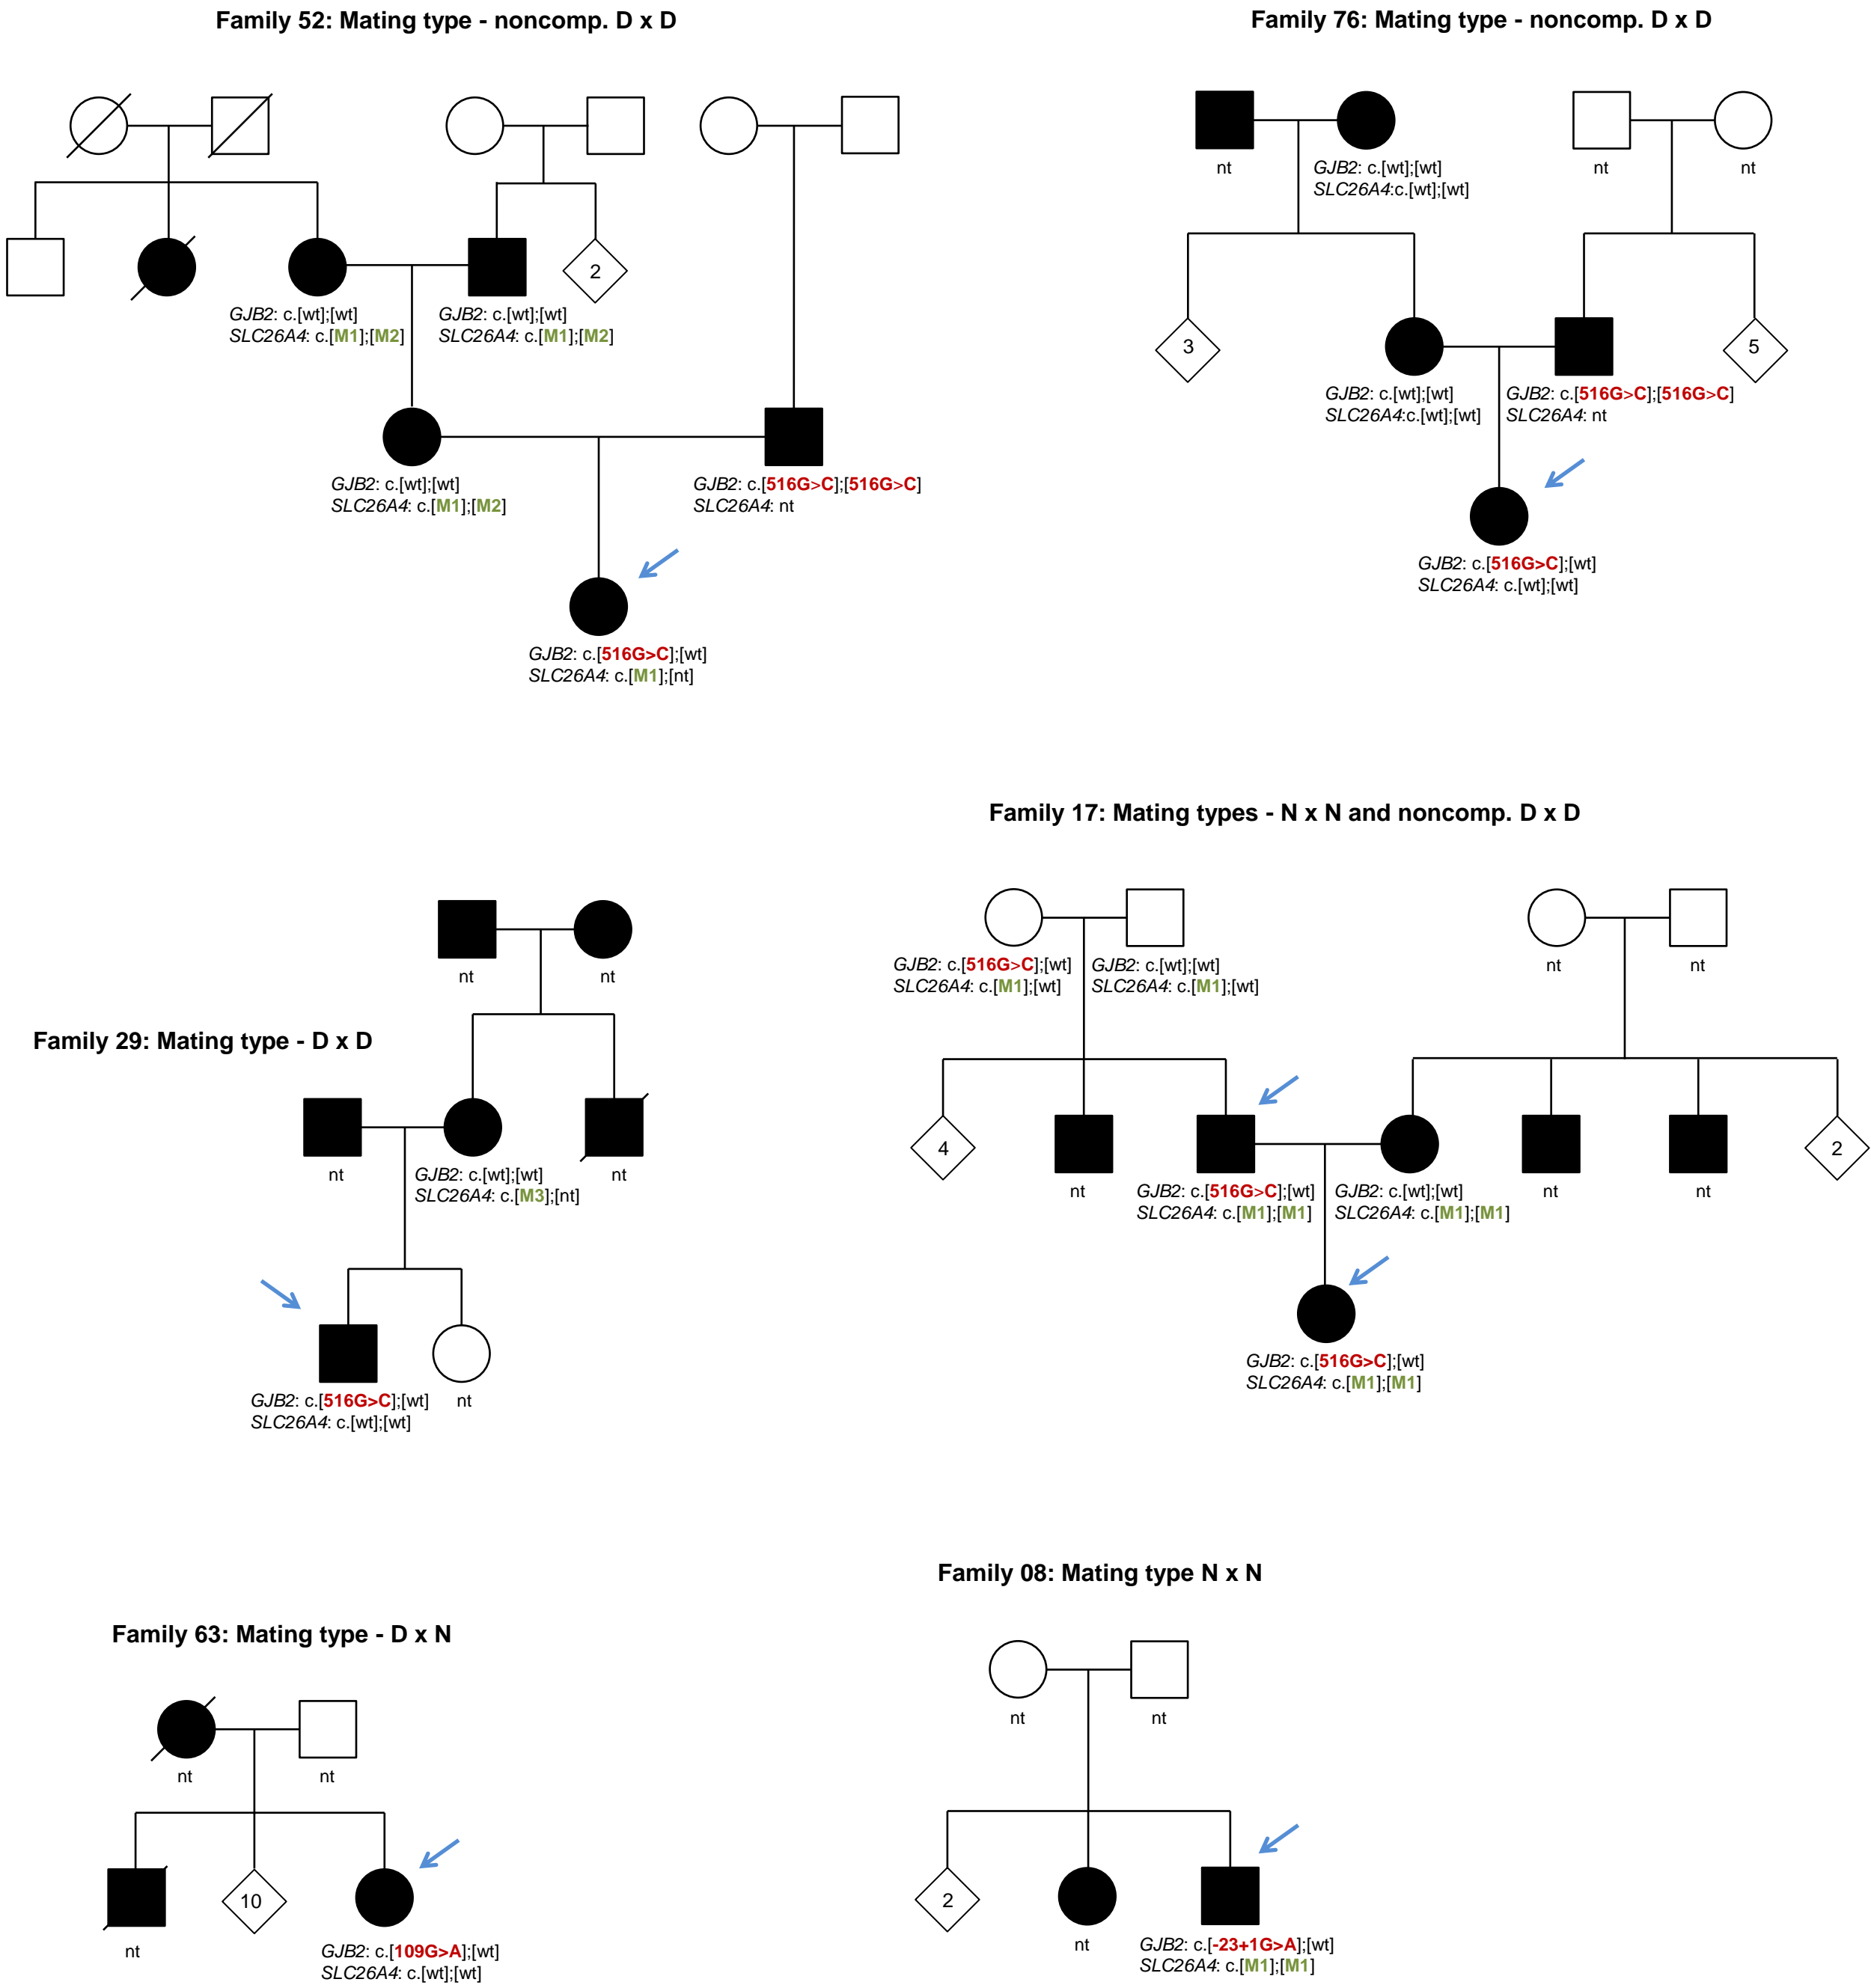 Family 52: Mating type - noncomp. D x D
2
GJB2: c.[wt];[wt]
SLC26A4: c.[M1];[M2]
GJB2: c.[wt];[wt]
SLC26A4: c.[M1];[M2]
GJB2: c.[wt];[wt]
SLC26A4: c.[M1];[M2]
GJB2: c.[516G>C];[516G>C]
SLC26A4: nt
GJB2: c.[516G>C];[wt]
SLC26A4: c.[M1];[nt]
Family 76: Mating type - noncomp. D x D
nt
GJB2: c.[wt];[wt]
SLC26A4:c.[wt];[wt]
nt
nt
3
5
GJB2: c.[wt];[wt]
SLC26A4:c.[wt];[wt]
GJB2: c.[516G>C];[516G>C]
SLC26A4: nt
GJB2: c.[516G>C];[wt]
SLC26A4: c.[wt];[wt]
Family 29: Mating type - D x D
nt
nt
nt
GJB2: c.[wt];[wt]
SLC26A4: c.[M3];[nt]
nt
GJB2: c.[516G>C];[wt]
SLC26A4: c.[wt];[wt]
nt
Family 17: Mating types - N x N and noncomp. D x D
GJB2: c.[516G>C];[wt]
SLC26A4: c.[M1];[wt]
GJB2: c.[wt];[wt]
SLC26A4: c.[M1];[wt]
nt
nt
4
2
nt
GJB2: c.[516G>C];[wt]
SLC26A4: c.[M1];[M1]
GJB2: c.[wt];[wt]
SLC26A4: c.[M1];[M1]
nt
nt
GJB2: c.[516G>C];[wt]
SLC26A4: c.[M1];[M1]
Family 63: Mating type - D x N
nt
nt
10
nt
GJB2: c.[109G>A];[wt]
SLC26A4: c.[wt];[wt]
Family 08: Mating type N x N
nt
nt
2
nt
GJB2: c.[-23+1G>A];[wt]
SLC26A4: c.[M1];[M1]